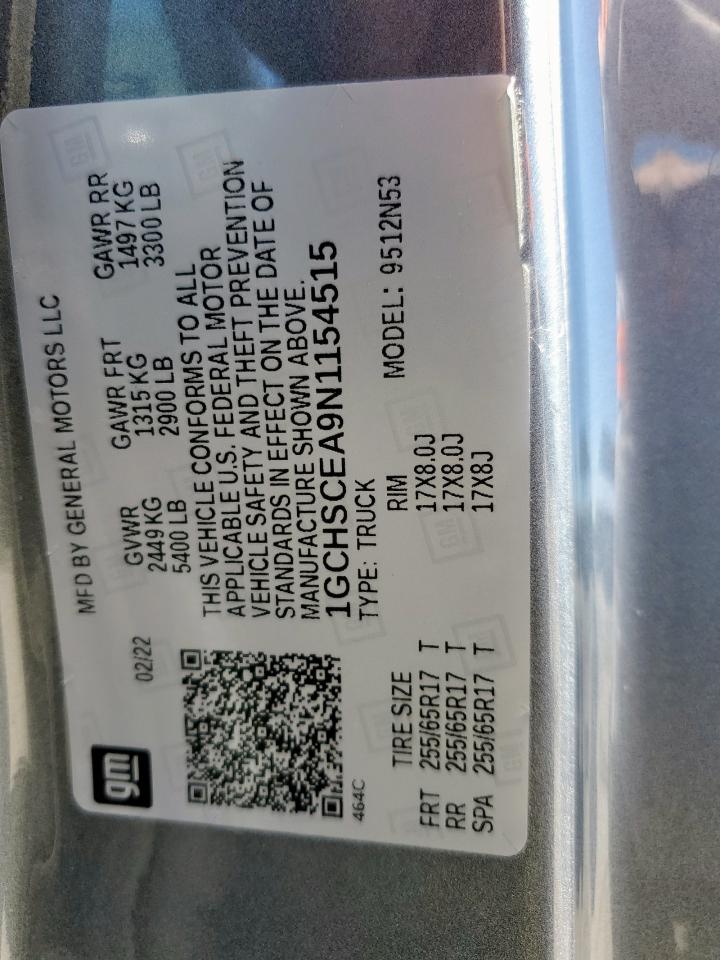 gm
02/22
MFD BY GENERAL MOTORS LLC
GVWR GAWR FRT GAWR RR
2449 KG 1315 KG 1497 KG
5400 LB 2900 LB 3300 LB
THIS VEHICLE CONFORMS TO ALL
APPLICABLE U.S. FEDERAL MOTOR
VEHICLE SAFETY AND THEFT PREVENTION
STANDARDS IN EFFECT ON THE DATE OF
MANUFACTURE SHOWN ABOVE.
1GCHSCEA9N1154515
464C
TYPE: TRUCK MODEL: 9512N53
TIRE SIZE RIM
FRT 255/65R17 T 17X8.0J
RR 255/65R17 T 17X8.0J
SPA 255/65R17 T 17X8J